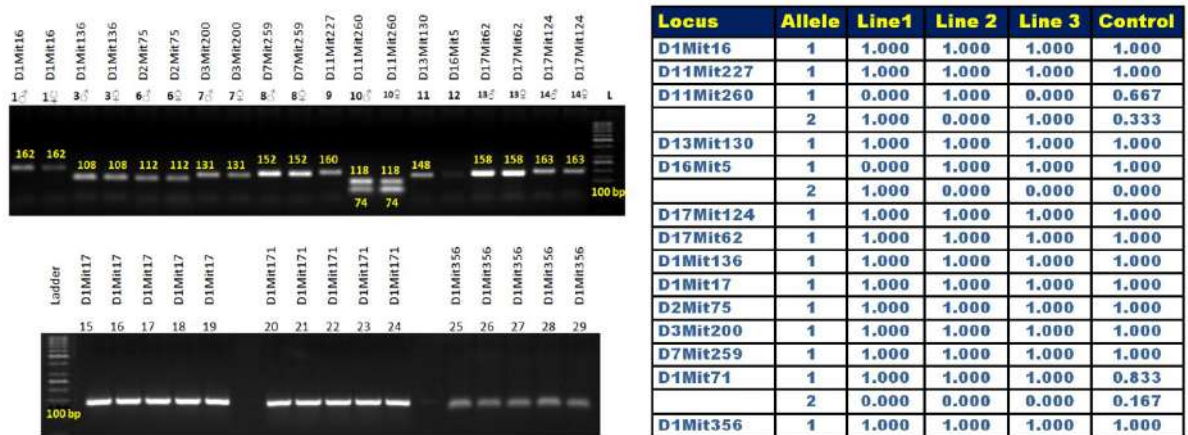 D1Mit16 D1Mit16 D1Mit136 D1Mit136 D2Mit75 D2Mit75 D3Mit200 D3Mit200 D7Mit259 D7Mit259 D11Mit227 D11Mit260 D11Mit260 D13Mit130 D16Mit5 D17Mit62 D17Mit62 D17Mit124 D17Mit124
1♂ 1♀ 3♂ 3♀ 6♂ 6♀ 7♂ 7♀ 8♂ 8♀ 9 10♂ 10♀ 11 12 13♂ 13♀ 14♂ 14♀ L
162 162 108 108 112 112 131 131 152 152 160 118 118 148 158 158 163 163
100 bp
74 74
Ladder D1Mit17 D1Mit17 D1Mit17 D1Mit17 D1Mit17 D1Mit171 D1Mit171 D1Mit171 D1Mit171 D1Mit171 D1Mit356 D1Mit356 D1Mit356 D1Mit356 D1Mit356
15 16 17 18 19 20 21 22 23 24 25 26 27 28 29
100 bp
Locus Allele Line1 Line 2 Line 3 Control
D1Mit16 1 1.000 1.000 1.000 1.000
D11Mit227 1 1.000 1.000 1.000 1.000
D11Mit260 1 0.000 1.000 0.000 0.667
2 1.000 0.000 1.000 0.333
D13Mit130 1 1.000 1.000 1.000 1.000
D16Mit5 1 0.000 1.000 1.000 1.000
2 1.000 0.000 0.000 0.000
D17Mit124 1 1.000 1.000 1.000 1.000
D17Mit62 1 1.000 1.000 1.000 1.000
D1Mit136 1 1.000 1.000 1.000 1.000
D1Mit17 1 1.000 1.000 1.000 1.000
D2Mit75 1 1.000 1.000 1.000 1.000
D3Mit200 1 1.000 1.000 1.000 1.000
D7Mit259 1 1.000 1.000 1.000 1.000
D1Mit71 1 1.000 1.000 1.000 0.833
2 0.000 0.000 0.000 0.167
D1Mit356 1 1.000 1.000 1.000 1.000